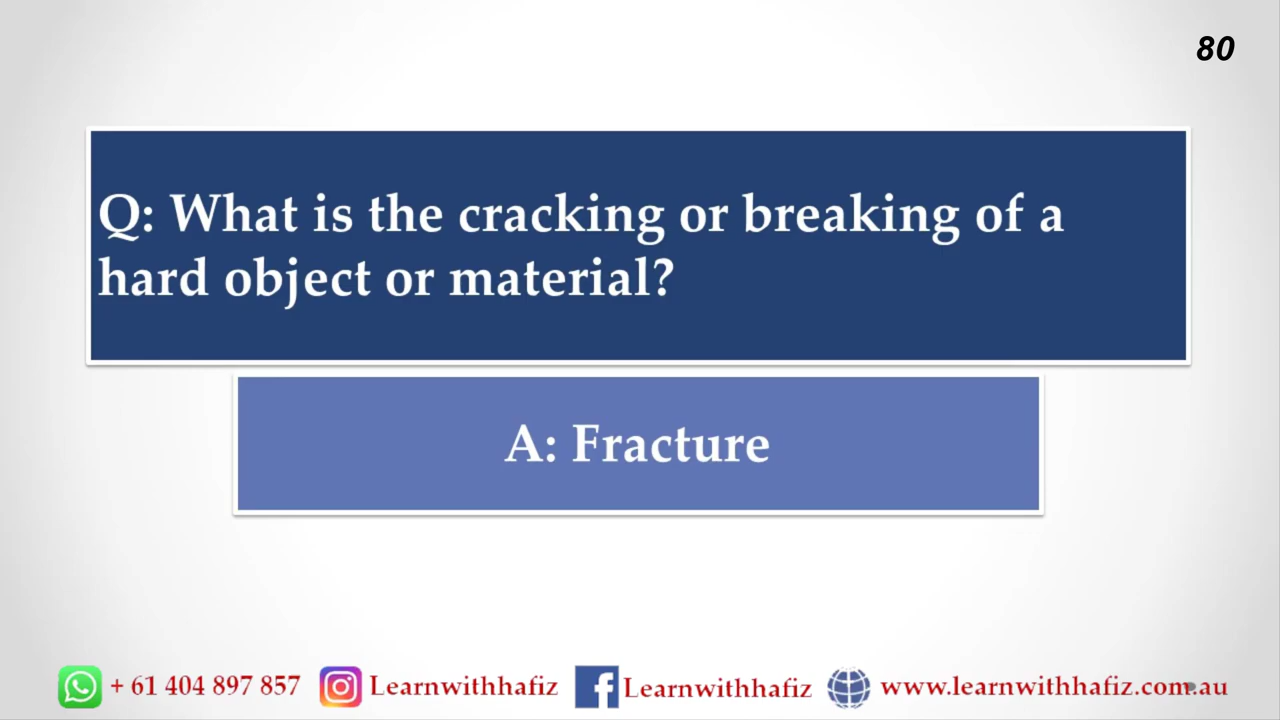 80
Q: What is the cracking or breaking of a
hard object or material?
A: Fracture
+ 61 404 897 857 Learnwithhafiz Learnwithhafiz www.learnwithhafiz.com.au